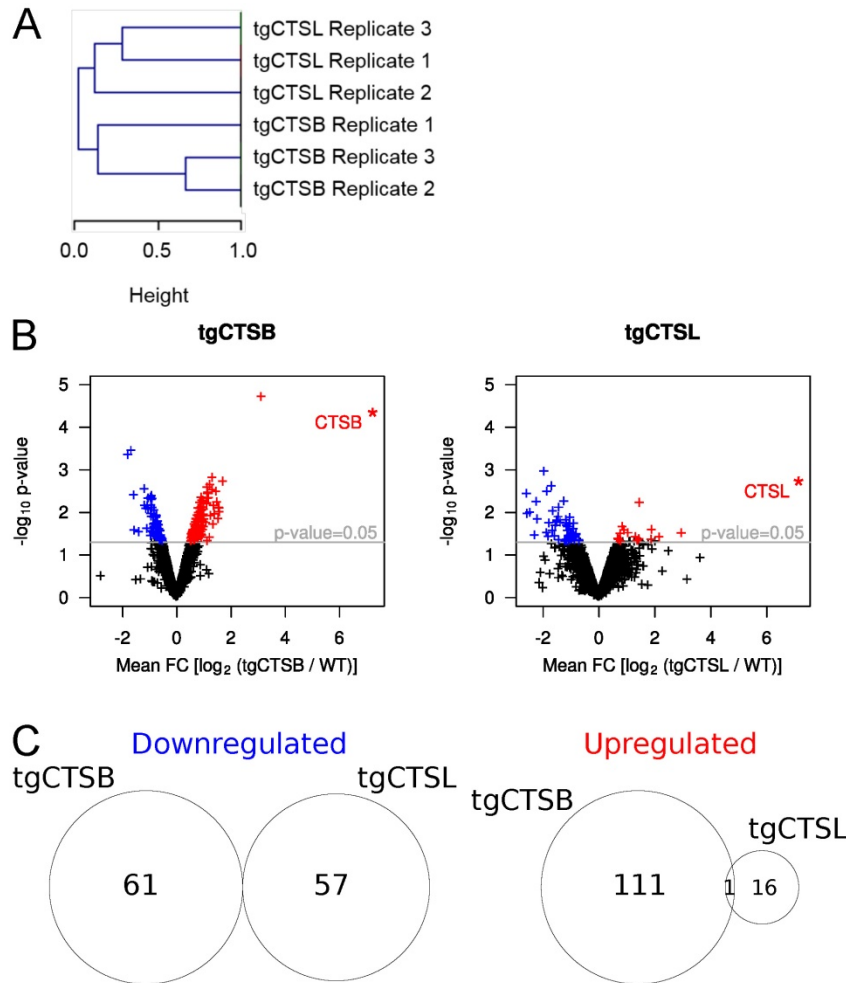 A
tgCTSL Replicate 3
tgCTSL Replicate 1
tgCTSL Replicate 2
tgCTSB Replicate 1
tgCTSB Replicate 3
tgCTSB Replicate 2
0.0 0.5 1.0
Height
B
tgCTSB
5
4
3
2
1
0
-log10 p-value
CTSB *
p-value=0.05
-2 0 2 4 6
Mean FC [log2 (tgCTSB / WT)]
tgCTSL
5
4
3
2
1
0
-log10 p-value
CTSL *
p-value=0.05
-2 0 2 4 6
Mean FC [log2 (tgCTSL / WT)]
C
Downregulated
tgCTSB tgCTSL
61 57
Upregulated
tgCTSB
tgCTSL
111 1 16